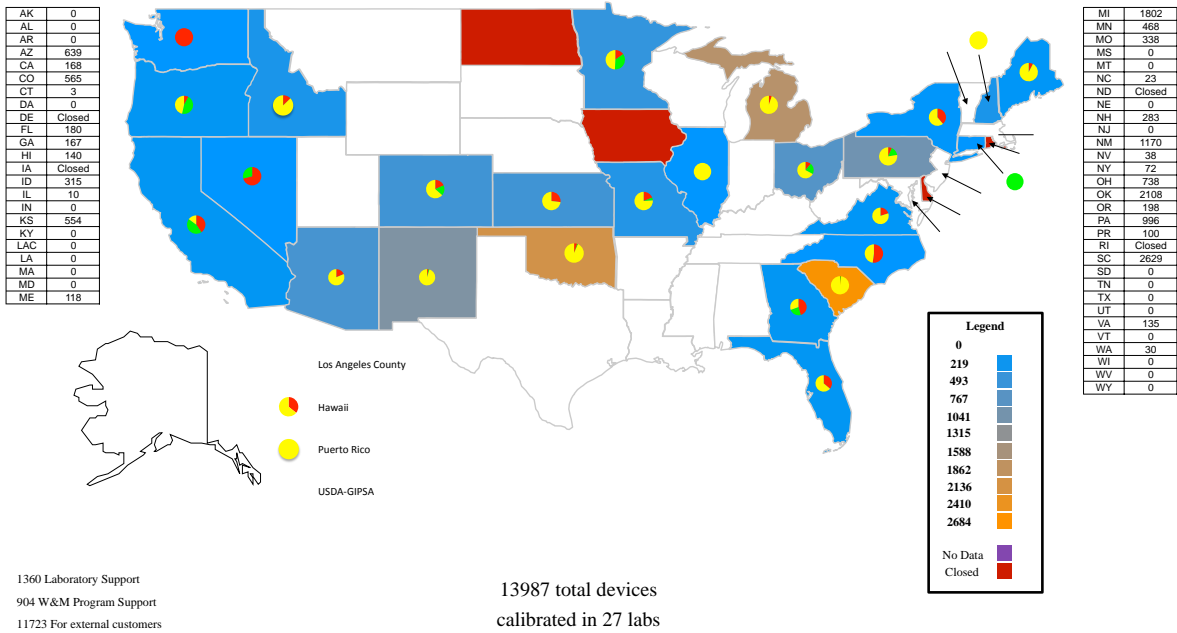 AK 0
AL 0
AR 0
AZ 639
CA 168
CO 565
CT 3
DA 0
DE Closed
FL 180
GA 167
HI 140
IA Closed
ID 315
IL 10
IN 0
KS 554
KY 0
LAC 0
LA 0
MA 0
MD 0
ME 118
MI 1802
MN 468
MO 338
MS 0
MT 0
NC 23
ND Closed
NE 0
NH 283
NJ 0
NM 1170
NV 38
NY 72
OH 738
OK 2108
OR 198
PA 996
PR 100
RI Closed
SC 2629
SD 0
TN 0
TX 0
UT 0
VA 135
VT 0
WA 30
WI 0
WV 0
WY 0
Los Angeles County
Hawaii
Puerto Rico
USDA-GIPSA
Legend
0
219
493
767
1041
1315
1588
1862
2136
2410
2684
No Data
Closed
1360 Laboratory Support
904 W&M Program Support
11723 For external customers
13987 total devices
calibrated in 27 labs